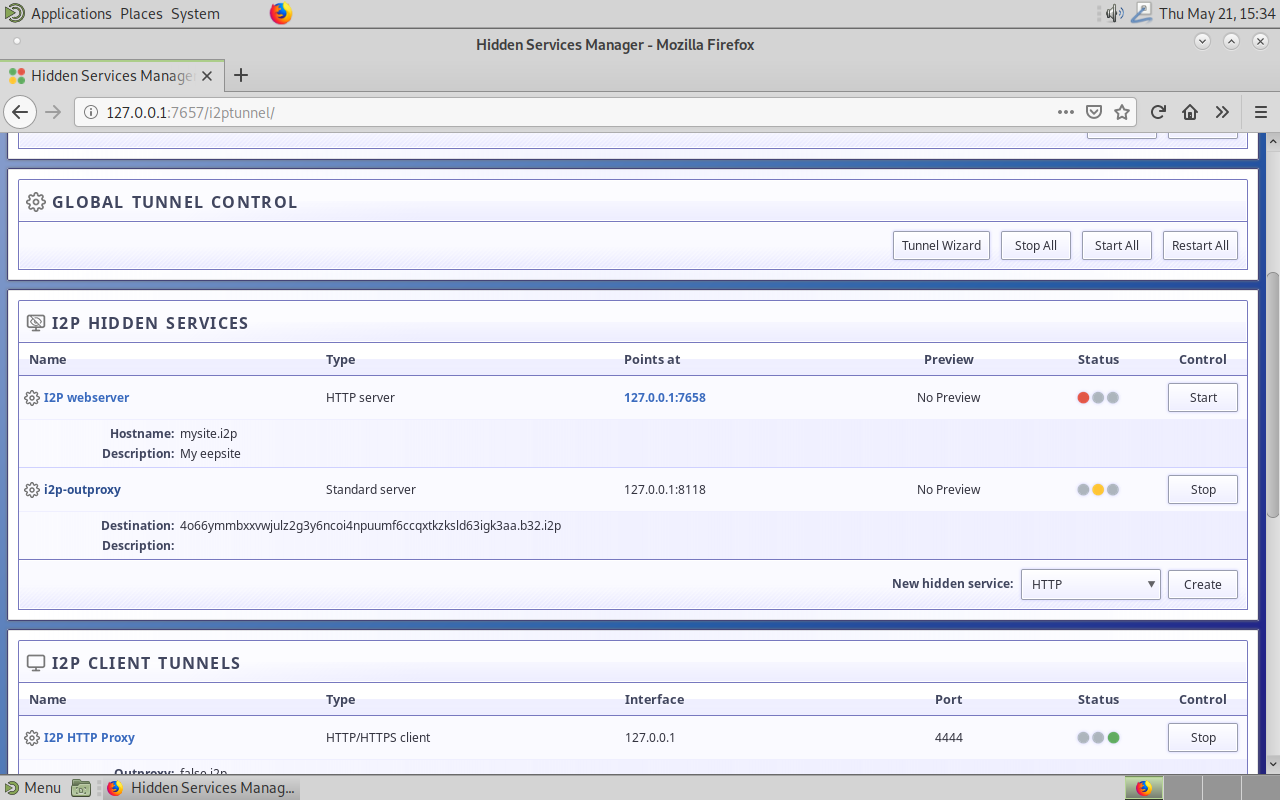 Applications Places System
Thu May 21, 15:34
Hidden Services Manager - Mozilla Firefox
Hidden Services Manage
127.0.0.1:7657/i2ptunnel/
GLOBAL TUNNEL CONTROL
Tunnel Wizard Stop All Start All Restart All
I2P HIDDEN SERVICES
Name Type Points at Preview Status Control
I2P webserver HTTP server 127.0.0.1:7658 No Preview Start
Hostname: mysite.i2p
Description: My eepsite
i2p-outproxy Standard server 127.0.0.1:8118 No Preview Stop
Destination: 4o66ymmbxxvwjulz2g3y6ncoi4npuumf6ccqxtkzksld63igk3aa.b32.i2p
Description:
New hidden service: HTTP Create
I2P CLIENT TUNNELS
Name Type Interface Port Status Control
I2P HTTP Proxy HTTP/HTTPS client 127.0.0.1 4444 Stop
Outproxy: false.i2p
Menu Hidden Services Manag...